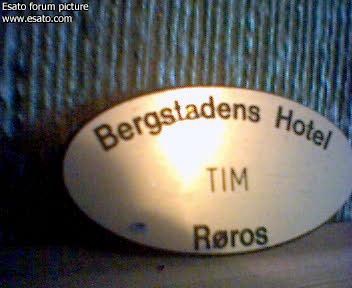 Esato forum picture
www.esato.com
Bergstadens Hotel
TIM
Røros